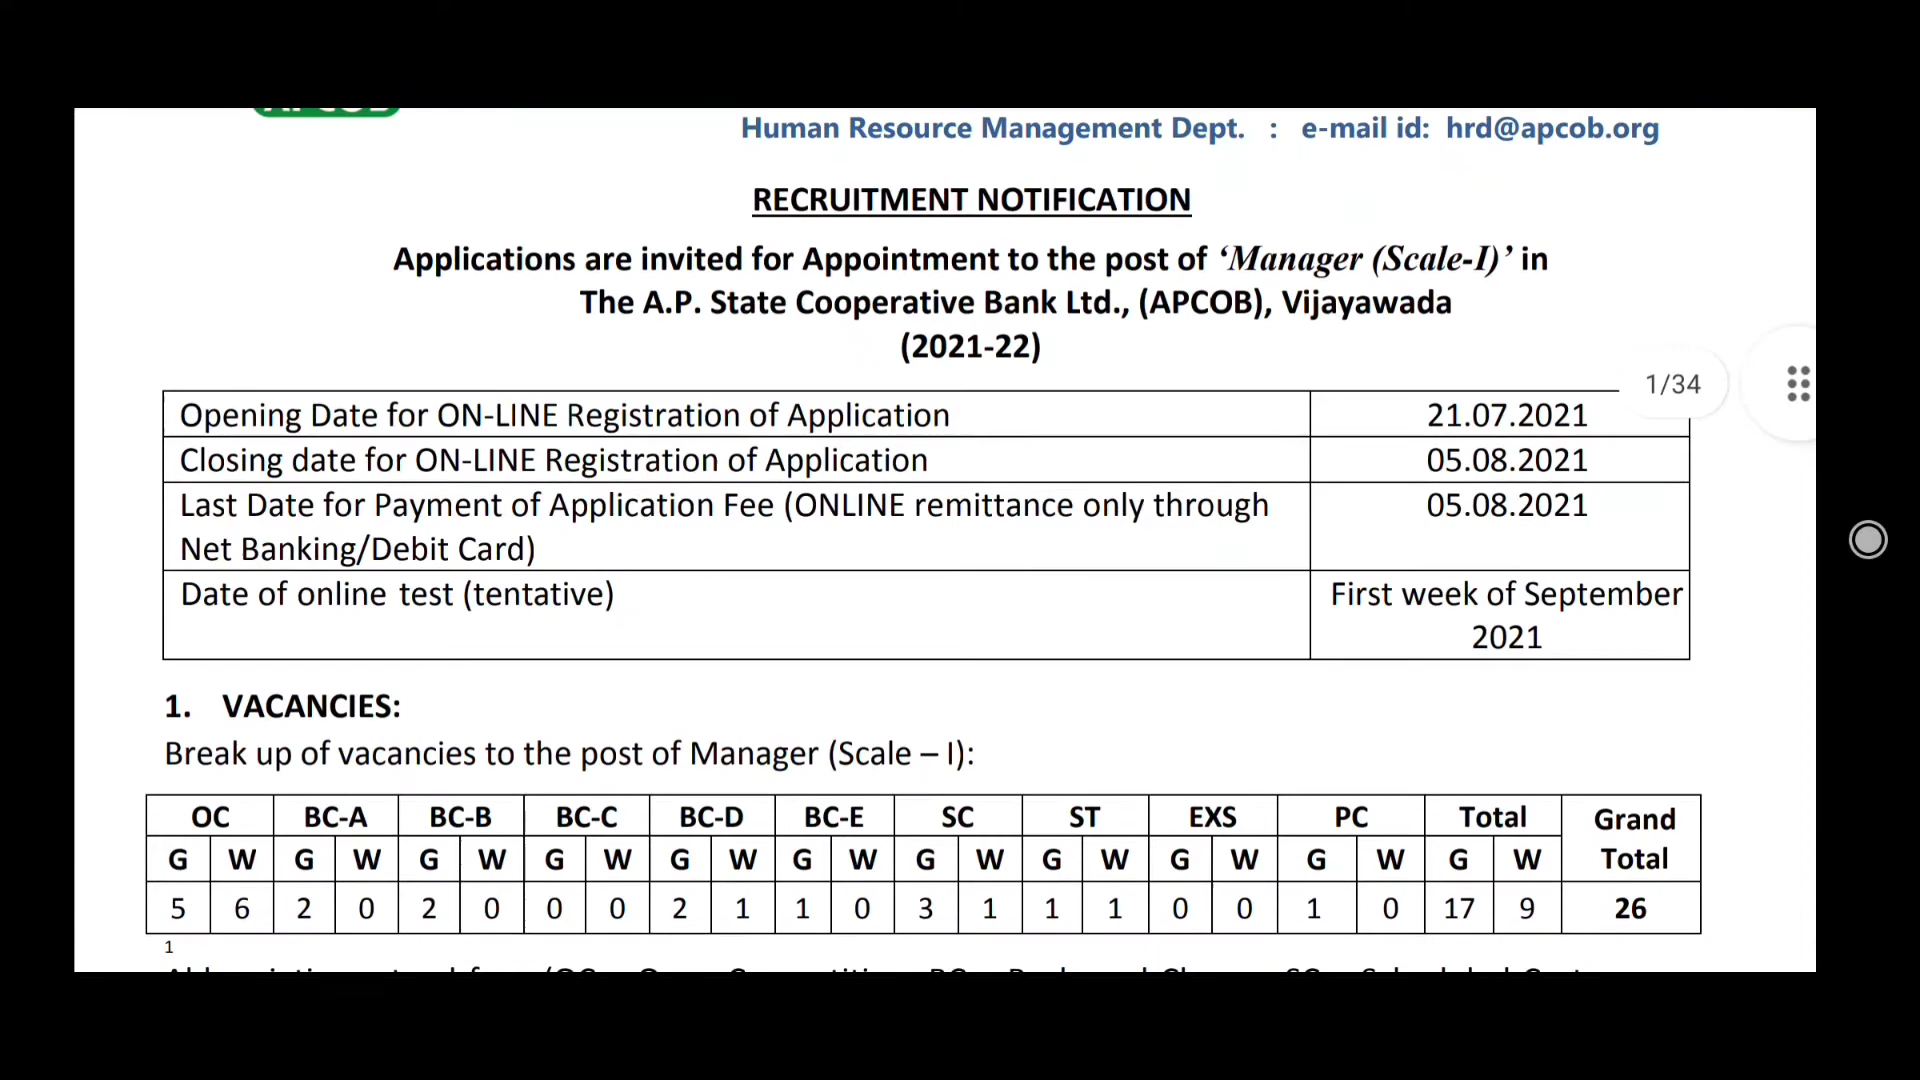 Human Resource Management Dept. : e-mail id: hrd@apcob.org
RECRUITMENT NOTIFICATION
Applications are invited for Appointment to the post of ‘Manager (Scale-I)’ in
The A.P. State Cooperative Bank Ltd., (APCOB), Vijayawada
(2021-22)
1/34
Opening Date for ON-LINE Registration of Application 21.07.2021
Closing date for ON-LINE Registration of Application 05.08.2021
Last Date for Payment of Application Fee (ONLINE remittance only through 05.08.2021
Net Banking/Debit Card)
Date of online test (tentative) First week of September
2021
1. VACANCIES:
Break up of vacancies to the post of Manager (Scale – I):
OC BC-A BC-B BC-C BC-D BC-E SC ST EXS PC Total Grand
G W G W G W G W G W G W G W G W G W G W G W Total
5 6 2 0 2 0 0 0 2 1 1 0 3 1 1 1 0 0 1 0 17 9 26
1